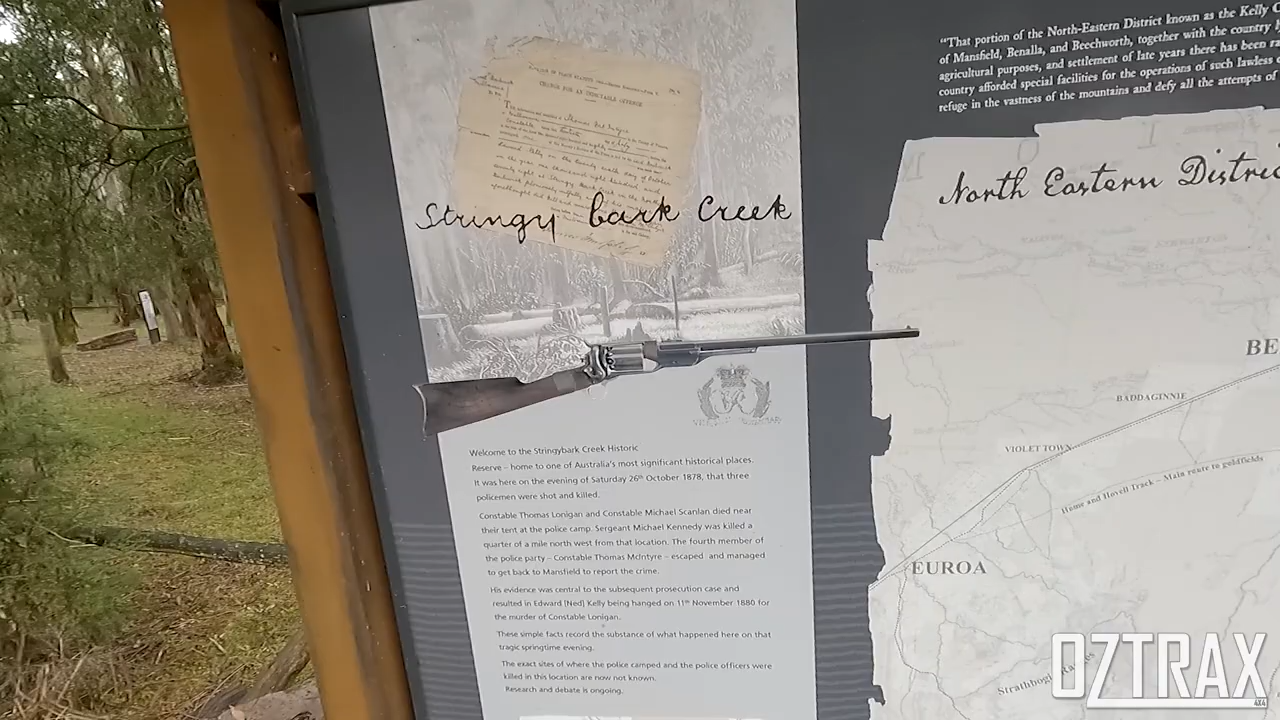 CHARGE FOR AN INDICTABLE OFFENCE
Stringy bark Creek
Welcome to the Stringybark Creek Historic
Reserve – home to one of Australia's most significant historical places.
It was here on the evening of Saturday 26th October 1878, that three
policemen were shot and killed.
Constable Thomas Lonigan and Constable Michael Scanlan died near
their tent at the police camp. Sergeant Michael Kennedy was killed a
quarter of a mile north west from that location. The fourth member of
the police party – Constable Thomas McIntyre – escaped and managed
to get back to Mansfield to report the crime.
His evidence was central to the subsequent prosecution case and
resulted in Edward (Ned) Kelly being hanged on 11th November 1880 for
the murder of Constable Lonigan.
These simple facts record the substance of what happened here on that
tragic springtime evening.
The exact sites of where the police camped and the police officers were
killed in this location are now not known.
Research and debate is ongoing.
"That portion of the North-Eastern District known as the Kelly
of Mansfield, Benalla, and Beechworth, together with the country
agricultural purposes, and settlement of late years there has been
country afforded special facilities for the operations of such lawless
refuge in the vastness of the mountains and defy all the attempts of
North Eastern Distric
BE
BADDAGINNIE
VIOLET TOWN
Hume and Hovell Track – Main route to goldfields
EUROA
Strathbogie Ranges
OZTRAX
4X4